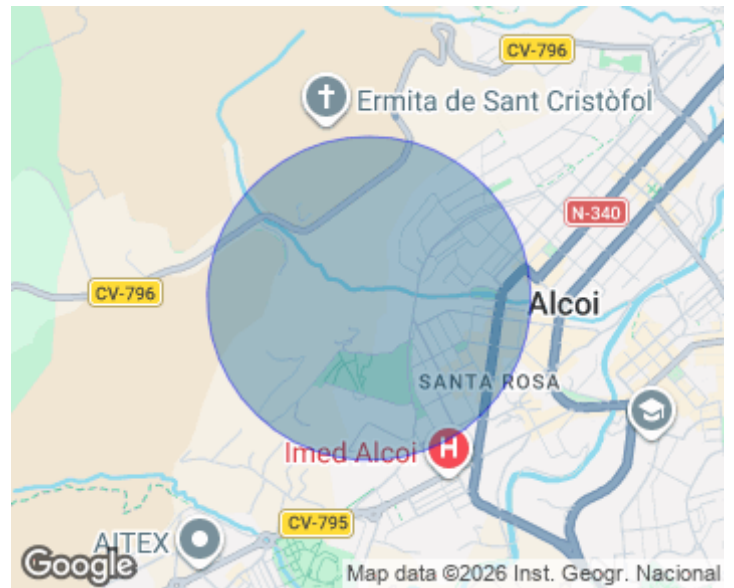 CV-796
Ermita de Sant Cristòfol
N-340
CV-796
Alcoi
SANTA ROSA
Imed Alcoi
H
CV-795
AITEX
Google
Map data ©2026 Inst. Geogr. Nacional